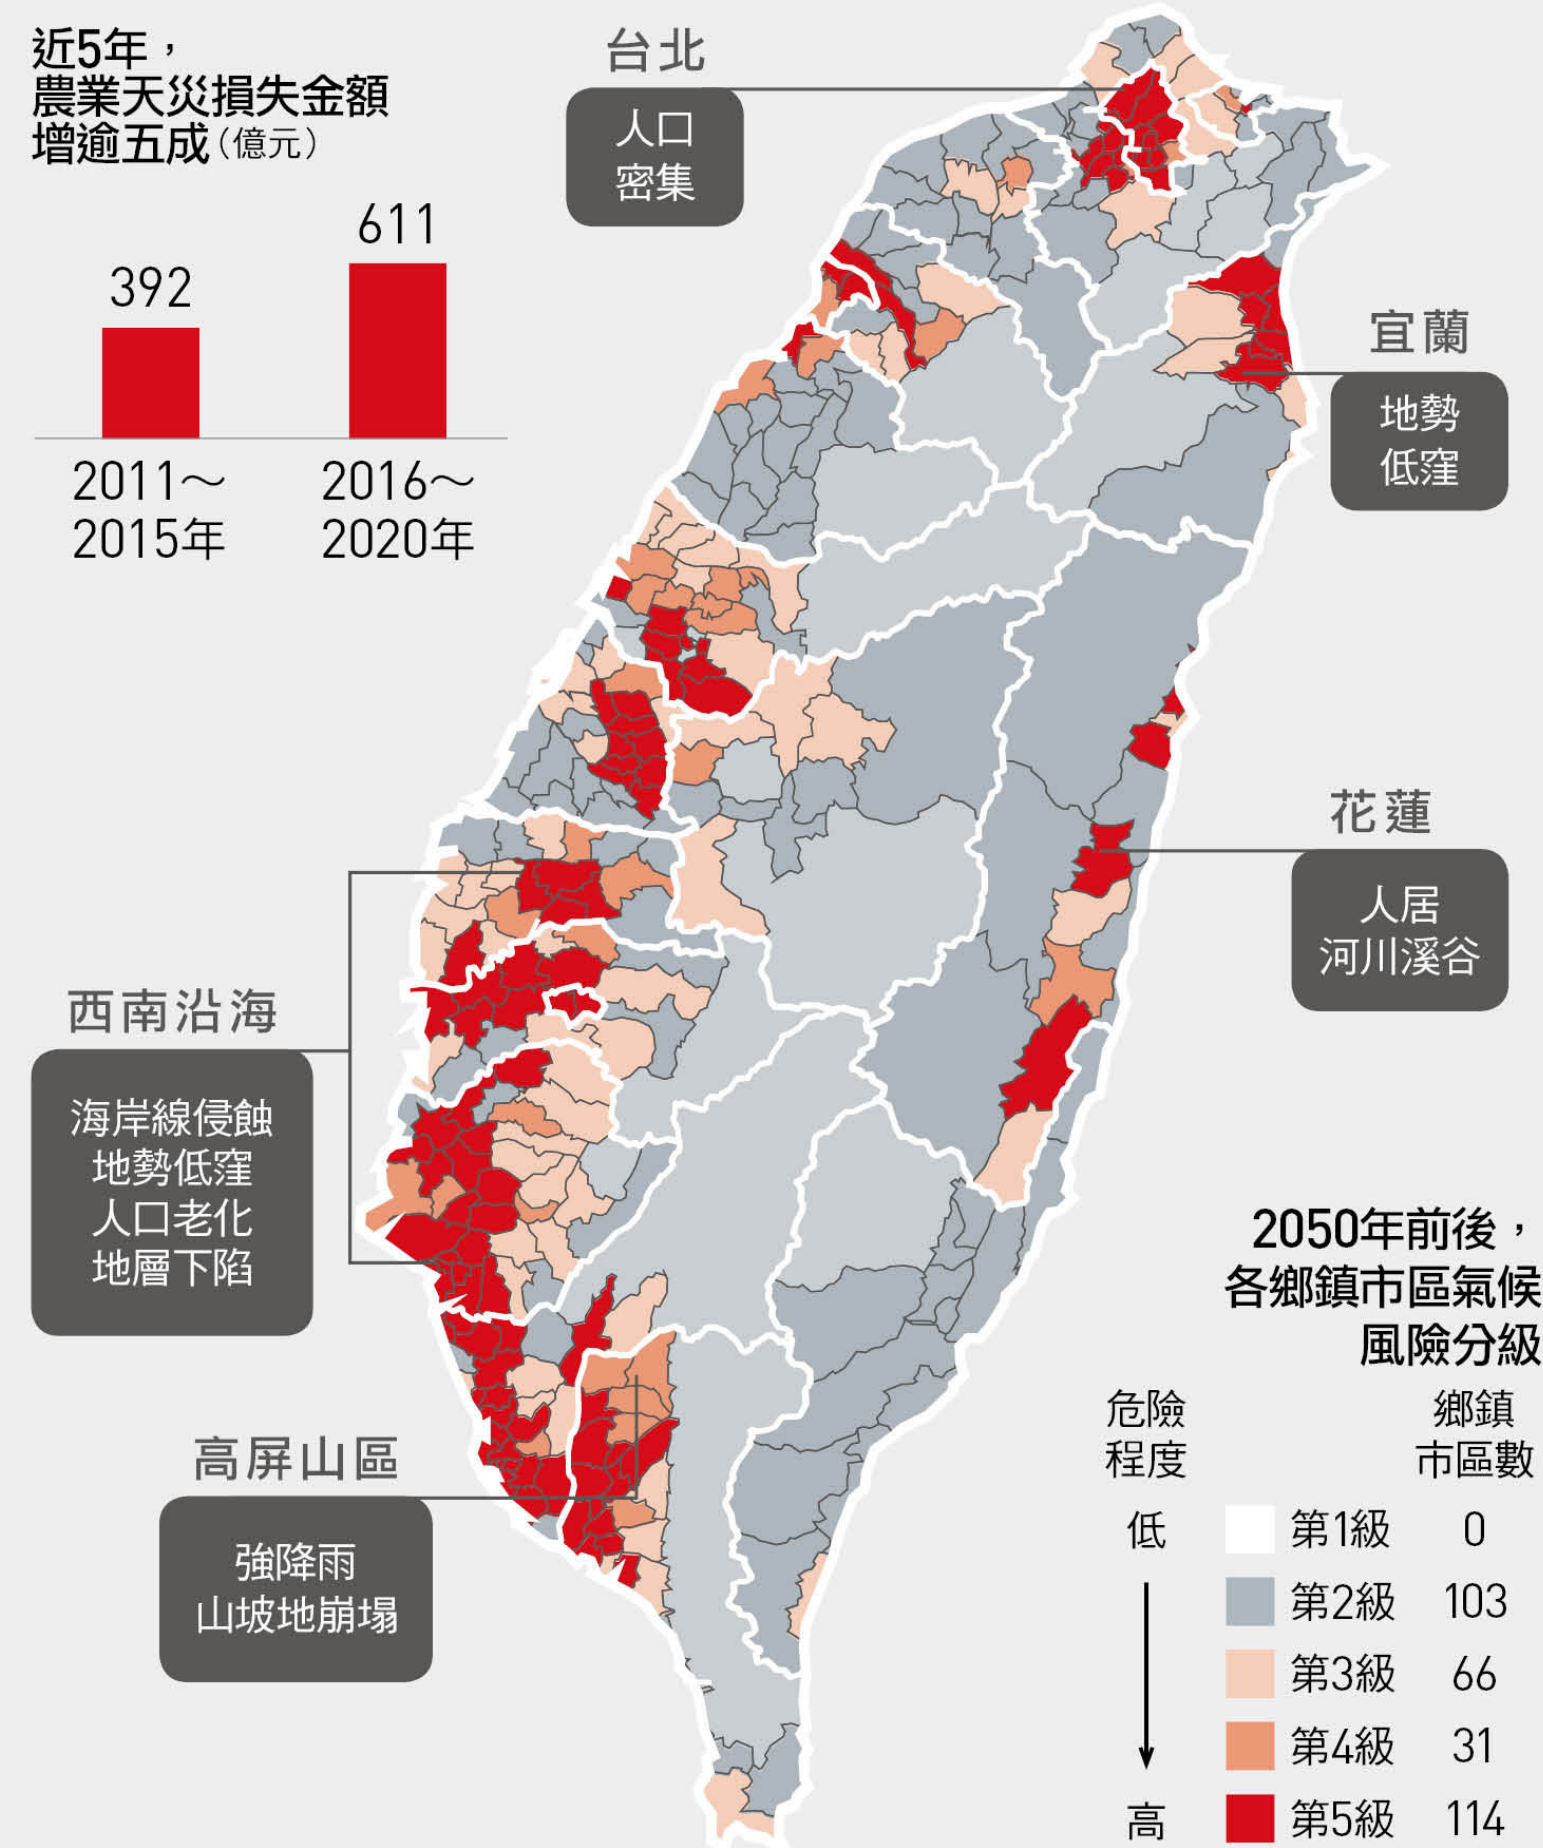 近5年，
農業天災損失金額
增逾五成（億元）
392
611
2011～
2015年
2016～
2020年
台北
人口
密集
宜蘭
地勢
低窪
花蓮
人居
河川溪谷
西南沿海
海岸線侵蝕
地勢低窪
人口老化
地層下陷
高屏山區
強降雨
山坡地崩塌
2050年前後，
各鄉鎮市區氣候
風險分級
危險
程度
鄉鎮
市區數
低
第1級 0
第2級 103
第3級 66
第4級 31
高
第5級 114